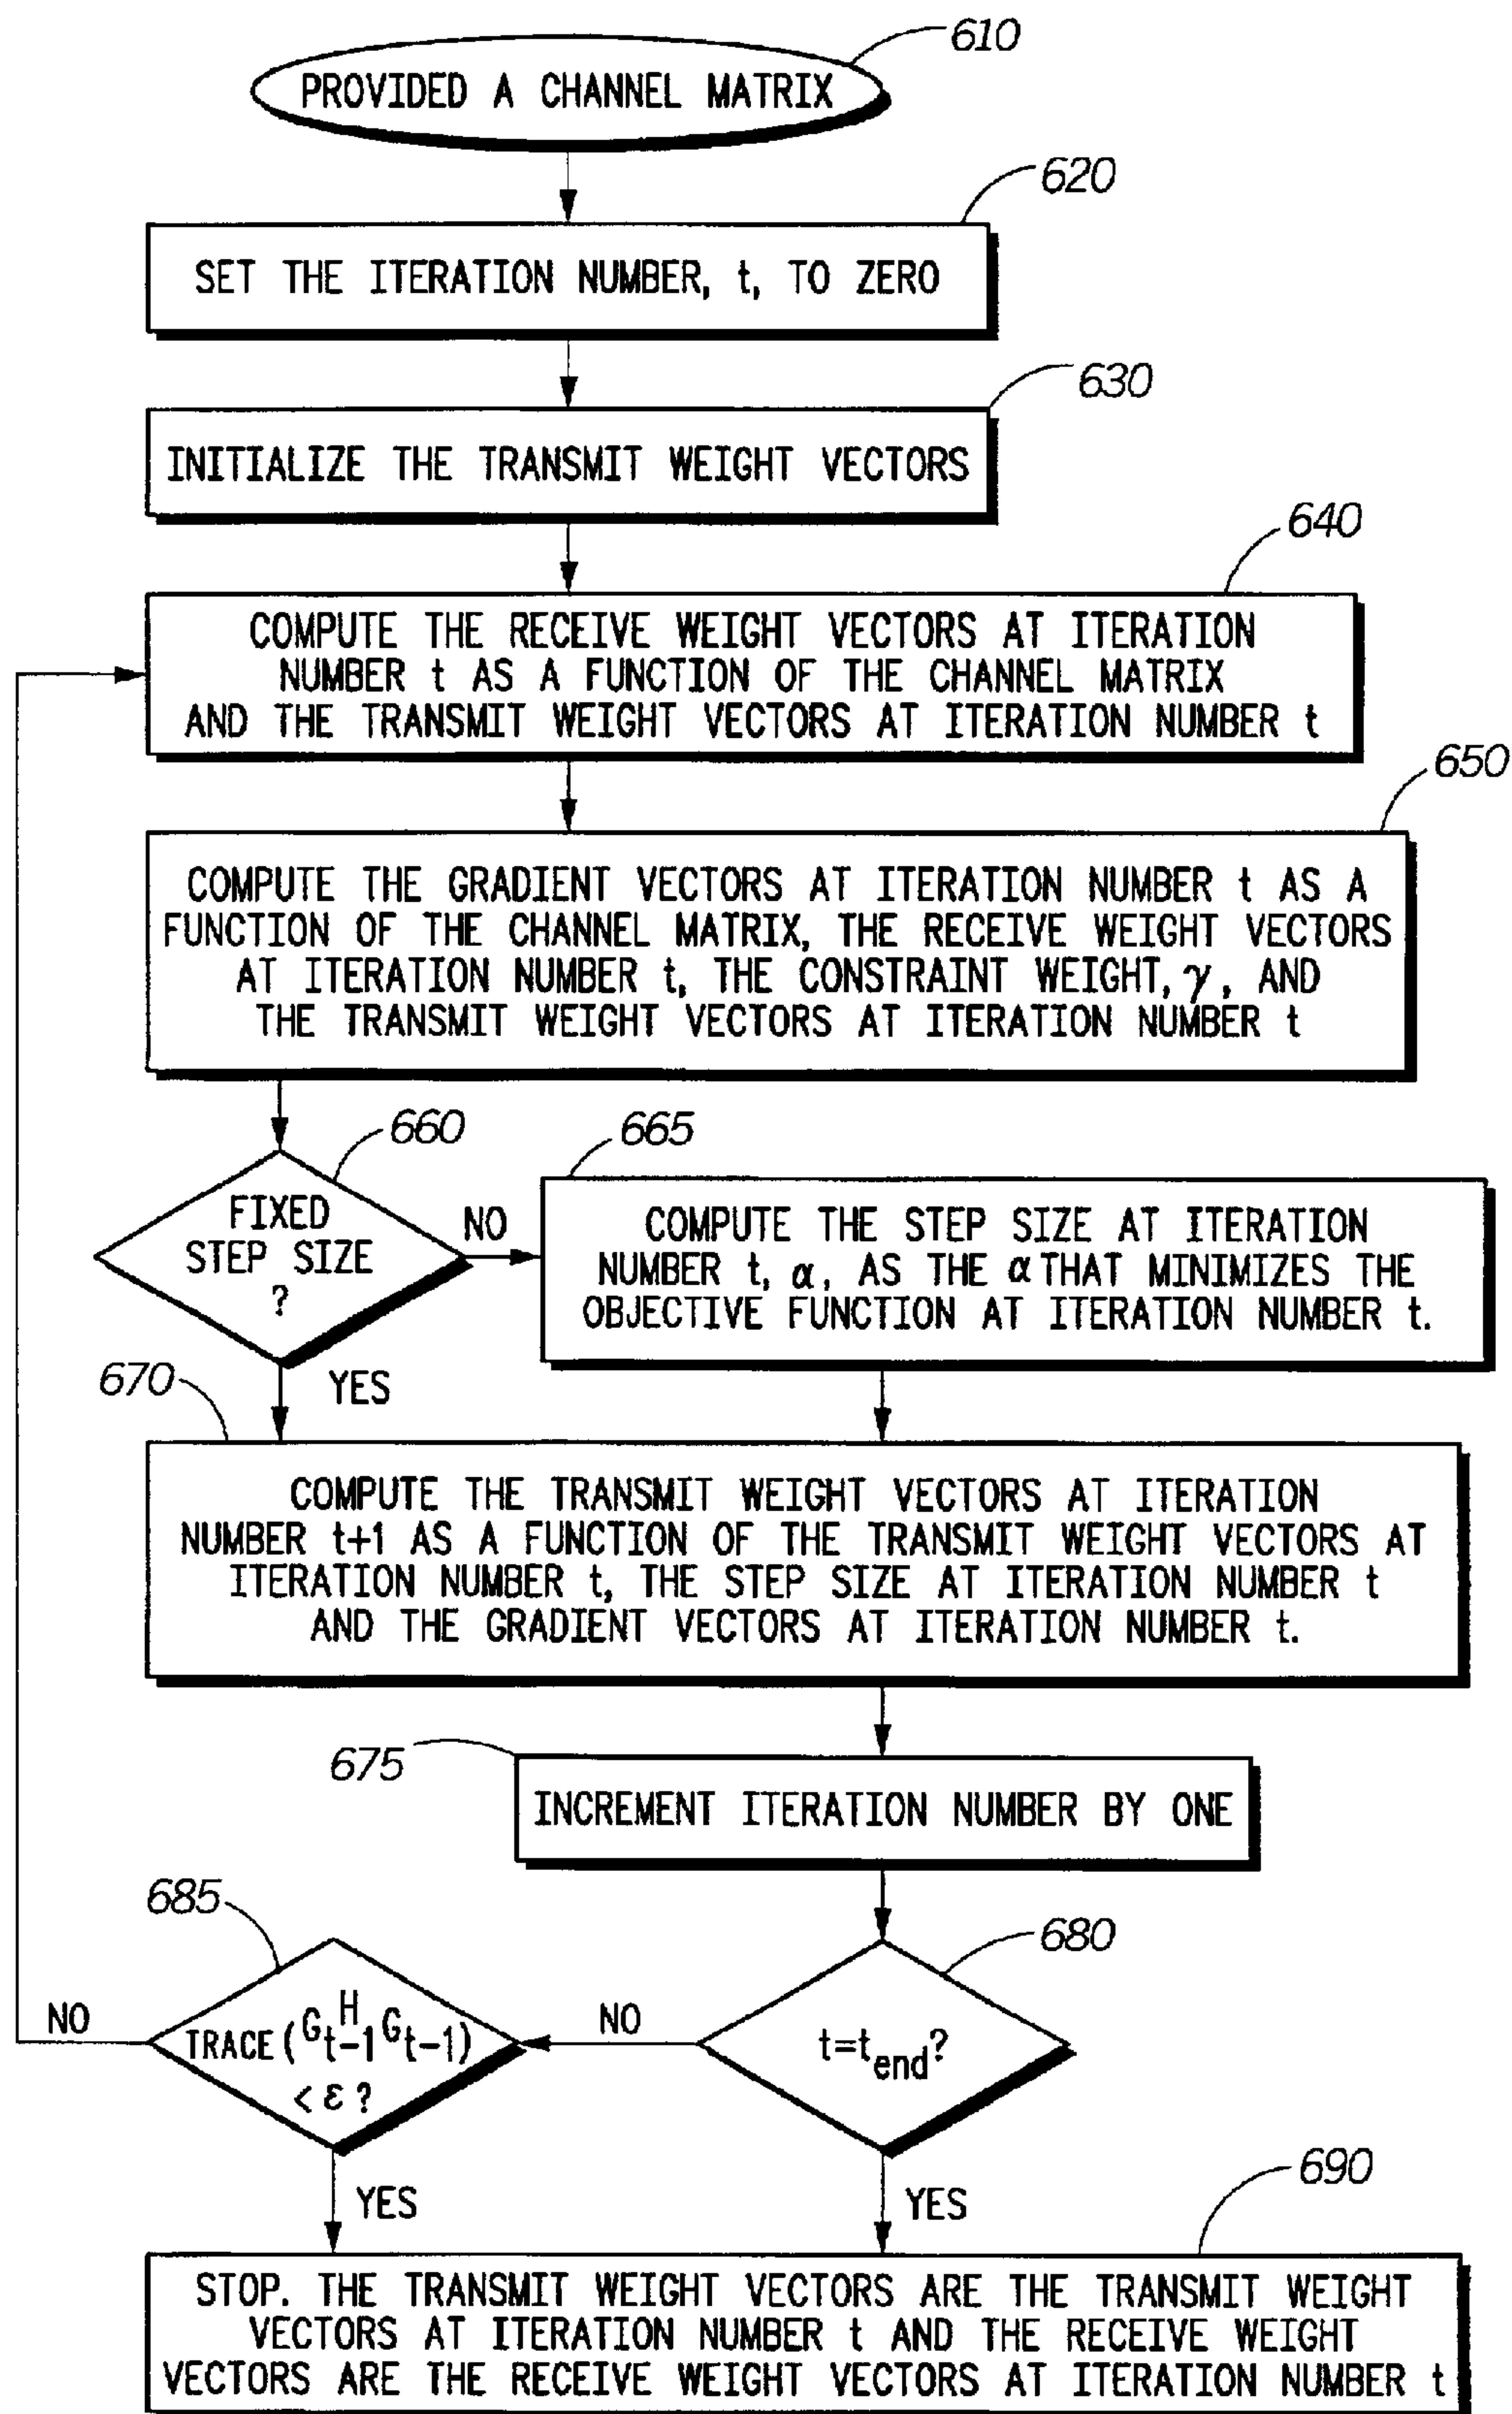 610
PROVIDED A CHANNEL MATRIX
620
SET THE ITERATION NUMBER, t, TO ZERO
630
INITIALIZE THE TRANSMIT WEIGHT VECTORS
640
COMPUTE THE RECEIVE WEIGHT VECTORS AT ITERATION
NUMBER t AS A FUNCTION OF THE CHANNEL MATRIX
AND THE TRANSMIT WEIGHT VECTORS AT ITERATION NUMBER t
650
COMPUTE THE GRADIENT VECTORS AT ITERATION NUMBER t AS A
FUNCTION OF THE CHANNEL MATRIX, THE RECEIVE WEIGHT VECTORS
AT ITERATION NUMBER t, THE CONSTRAINT WEIGHT, γ, AND
THE TRANSMIT WEIGHT VECTORS AT ITERATION NUMBER t
660
FIXED
STEP SIZE
?
NO
YES
665
COMPUTE THE STEP SIZE AT ITERATION
NUMBER t, α, AS THE α THAT MINIMIZES THE
OBJECTIVE FUNCTION AT ITERATION NUMBER t.
670
COMPUTE THE TRANSMIT WEIGHT VECTORS AT ITERATION
NUMBER t+1 AS A FUNCTION OF THE TRANSMIT WEIGHT VECTORS AT
ITERATION NUMBER t, THE STEP SIZE AT ITERATION NUMBER t
AND THE GRADIENT VECTORS AT ITERATION NUMBER t.
675
INCREMENT ITERATION NUMBER BY ONE
680
t=t_end?
NO
YES
685
TRACE (G^H_t-1 G_t-1)
< ε ?
NO
YES
690
STOP. THE TRANSMIT WEIGHT VECTORS ARE THE TRANSMIT WEIGHT
VECTORS AT ITERATION NUMBER t AND THE RECEIVE WEIGHT
VECTORS ARE THE RECEIVE WEIGHT VECTORS AT ITERATION NUMBER t